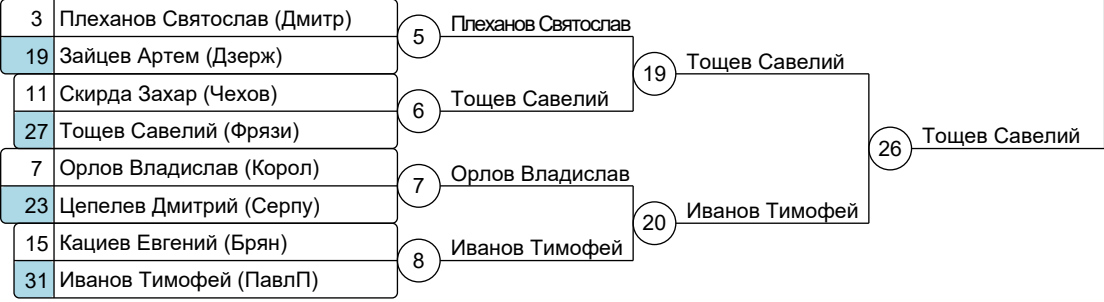 3 Плеханов Святослав (Дмитр)
19 Зайцев Артем (Дзерж)
11 Скирда Захар (Чехов)
27 Тощев Савелий (Фрязи)
7 Орлов Владислав (Корол)
23 Цепелев Дмитрий (Серпу)
15 Кациев Евгений (Брян)
31 Иванов Тимофей (ПавлП)
5 Плеханов Святослав
6 Тощев Савелий
7 Орлов Владислав
8 Иванов Тимофей
19 Тощев Савелий
20 Иванов Тимофей
26 Тощев Савелий